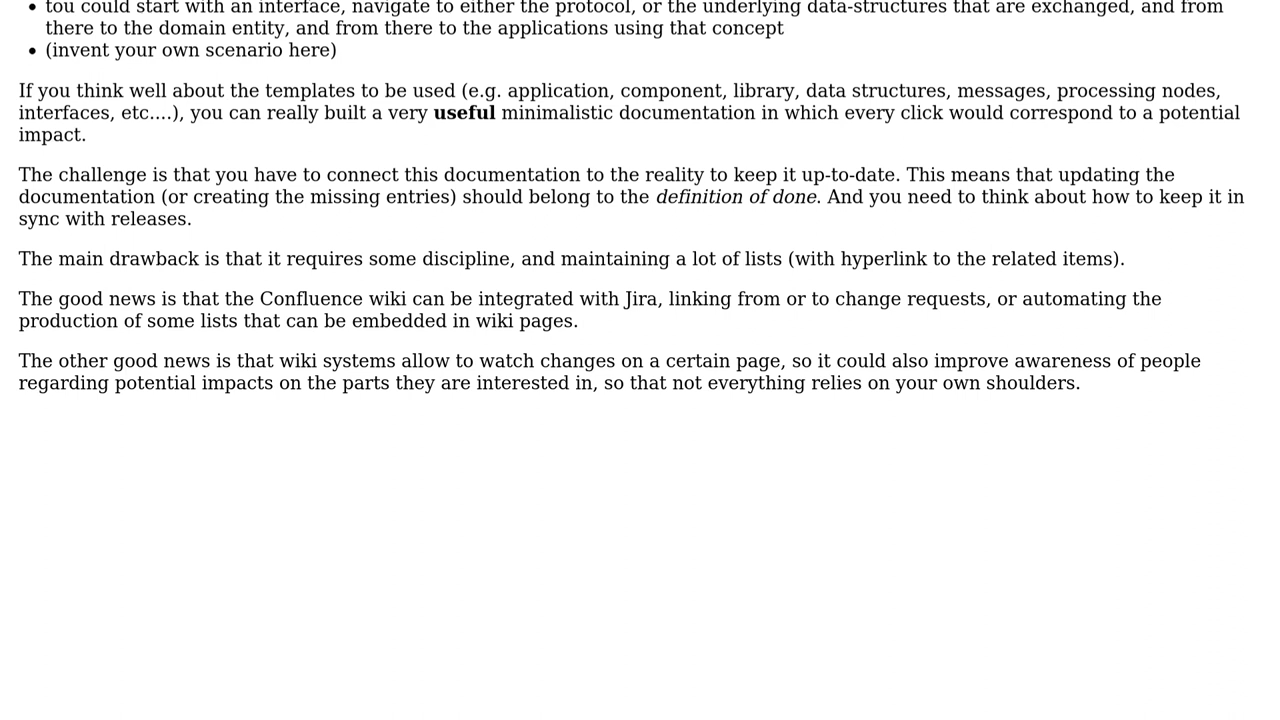 • tou could start with an interface, navigate to either the protocol, or the underlying data-structures that are exchanged, and from
there to the domain entity, and from there to the applications using that concept
• (invent your own scenario here)
If you think well about the templates to be used (e.g. application, component, library, data structures, messages, processing nodes,
interfaces, etc....), you can really built a very useful minimalistic documentation in which every click would correspond to a potential
impact.
The challenge is that you have to connect this documentation to the reality to keep it up-to-date. This means that updating the
documentation (or creating the missing entries) should belong to the definition of done. And you need to think about how to keep it in
sync with releases.
The main drawback is that it requires some discipline, and maintaining a lot of lists (with hyperlink to the related items).
The good news is that the Confluence wiki can be integrated with Jira, linking from or to change requests, or automating the
production of some lists that can be embedded in wiki pages.
The other good news is that wiki systems allow to watch changes on a certain page, so it could also improve awareness of people
regarding potential impacts on the parts they are interested in, so that not everything relies on your own shoulders.